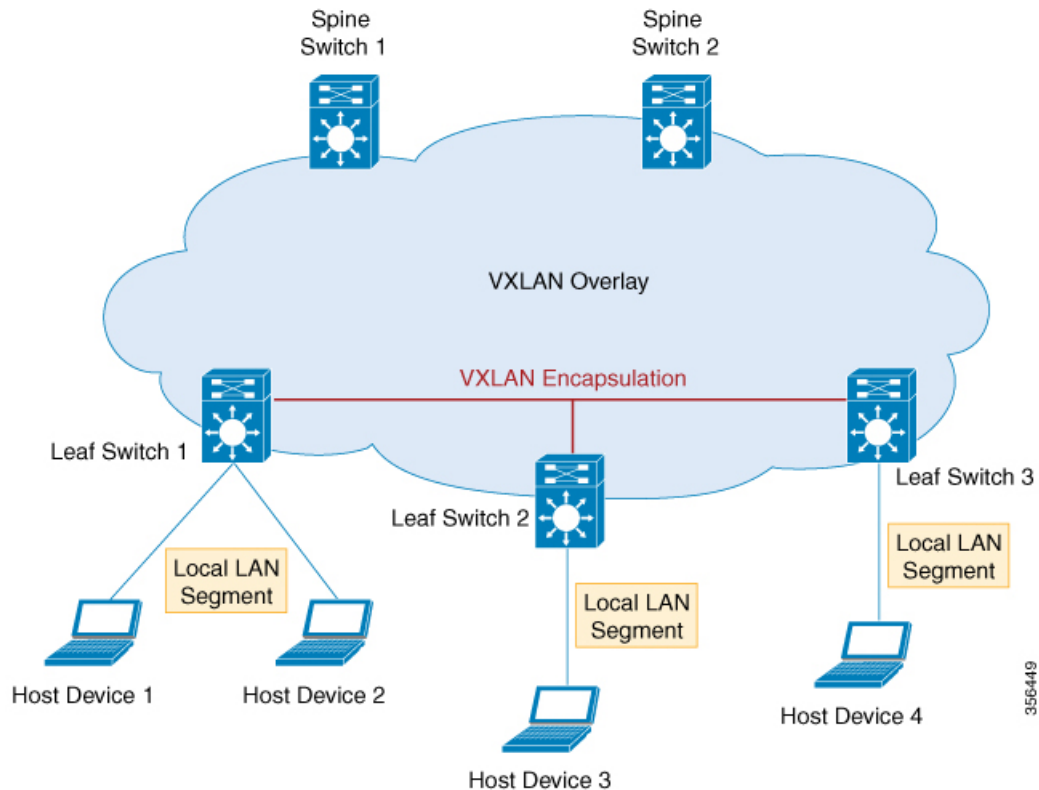 Spine
Switch 1
Spine
Switch 2
VXLAN Overlay
VXLAN Encapsulation
Leaf Switch 1
Leaf Switch 2
Leaf Switch 3
Local LAN
Segment
Local LAN
Segment
Local LAN
Segment
Host Device 1
Host Device 2
Host Device 3
Host Device 4
356449